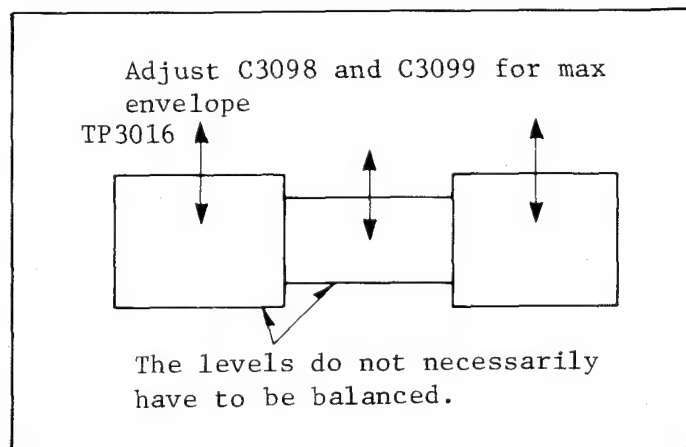 Adjust C3098 and C3099 for max
envelope
TP3016
The levels do not necessarily
have to be balanced.